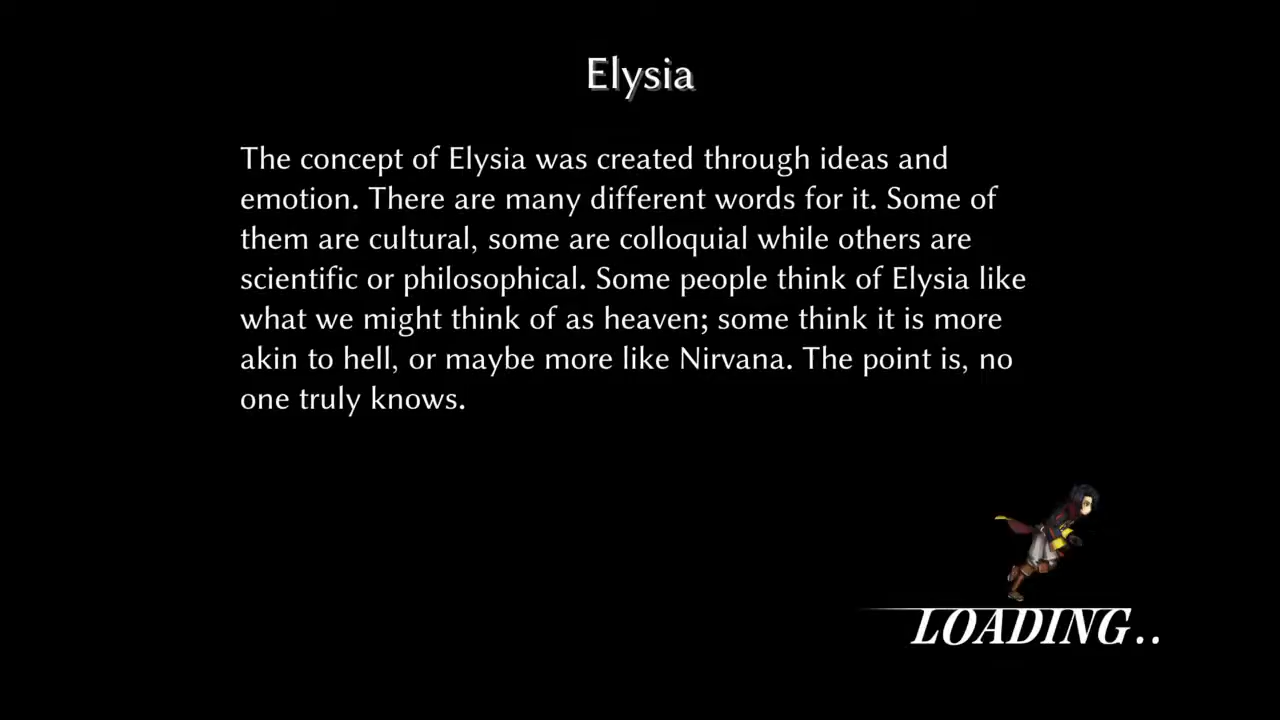 Elysia
The concept of Elysia was created through ideas and
emotion. There are many different words for it. Some of
them are cultural, some are colloquial while others are
scientific or philosophical. Some people think of Elysia like
what we might think of as heaven; some think it is more
akin to hell, or maybe more like Nirvana. The point is, no
one truly knows.
LOADING..